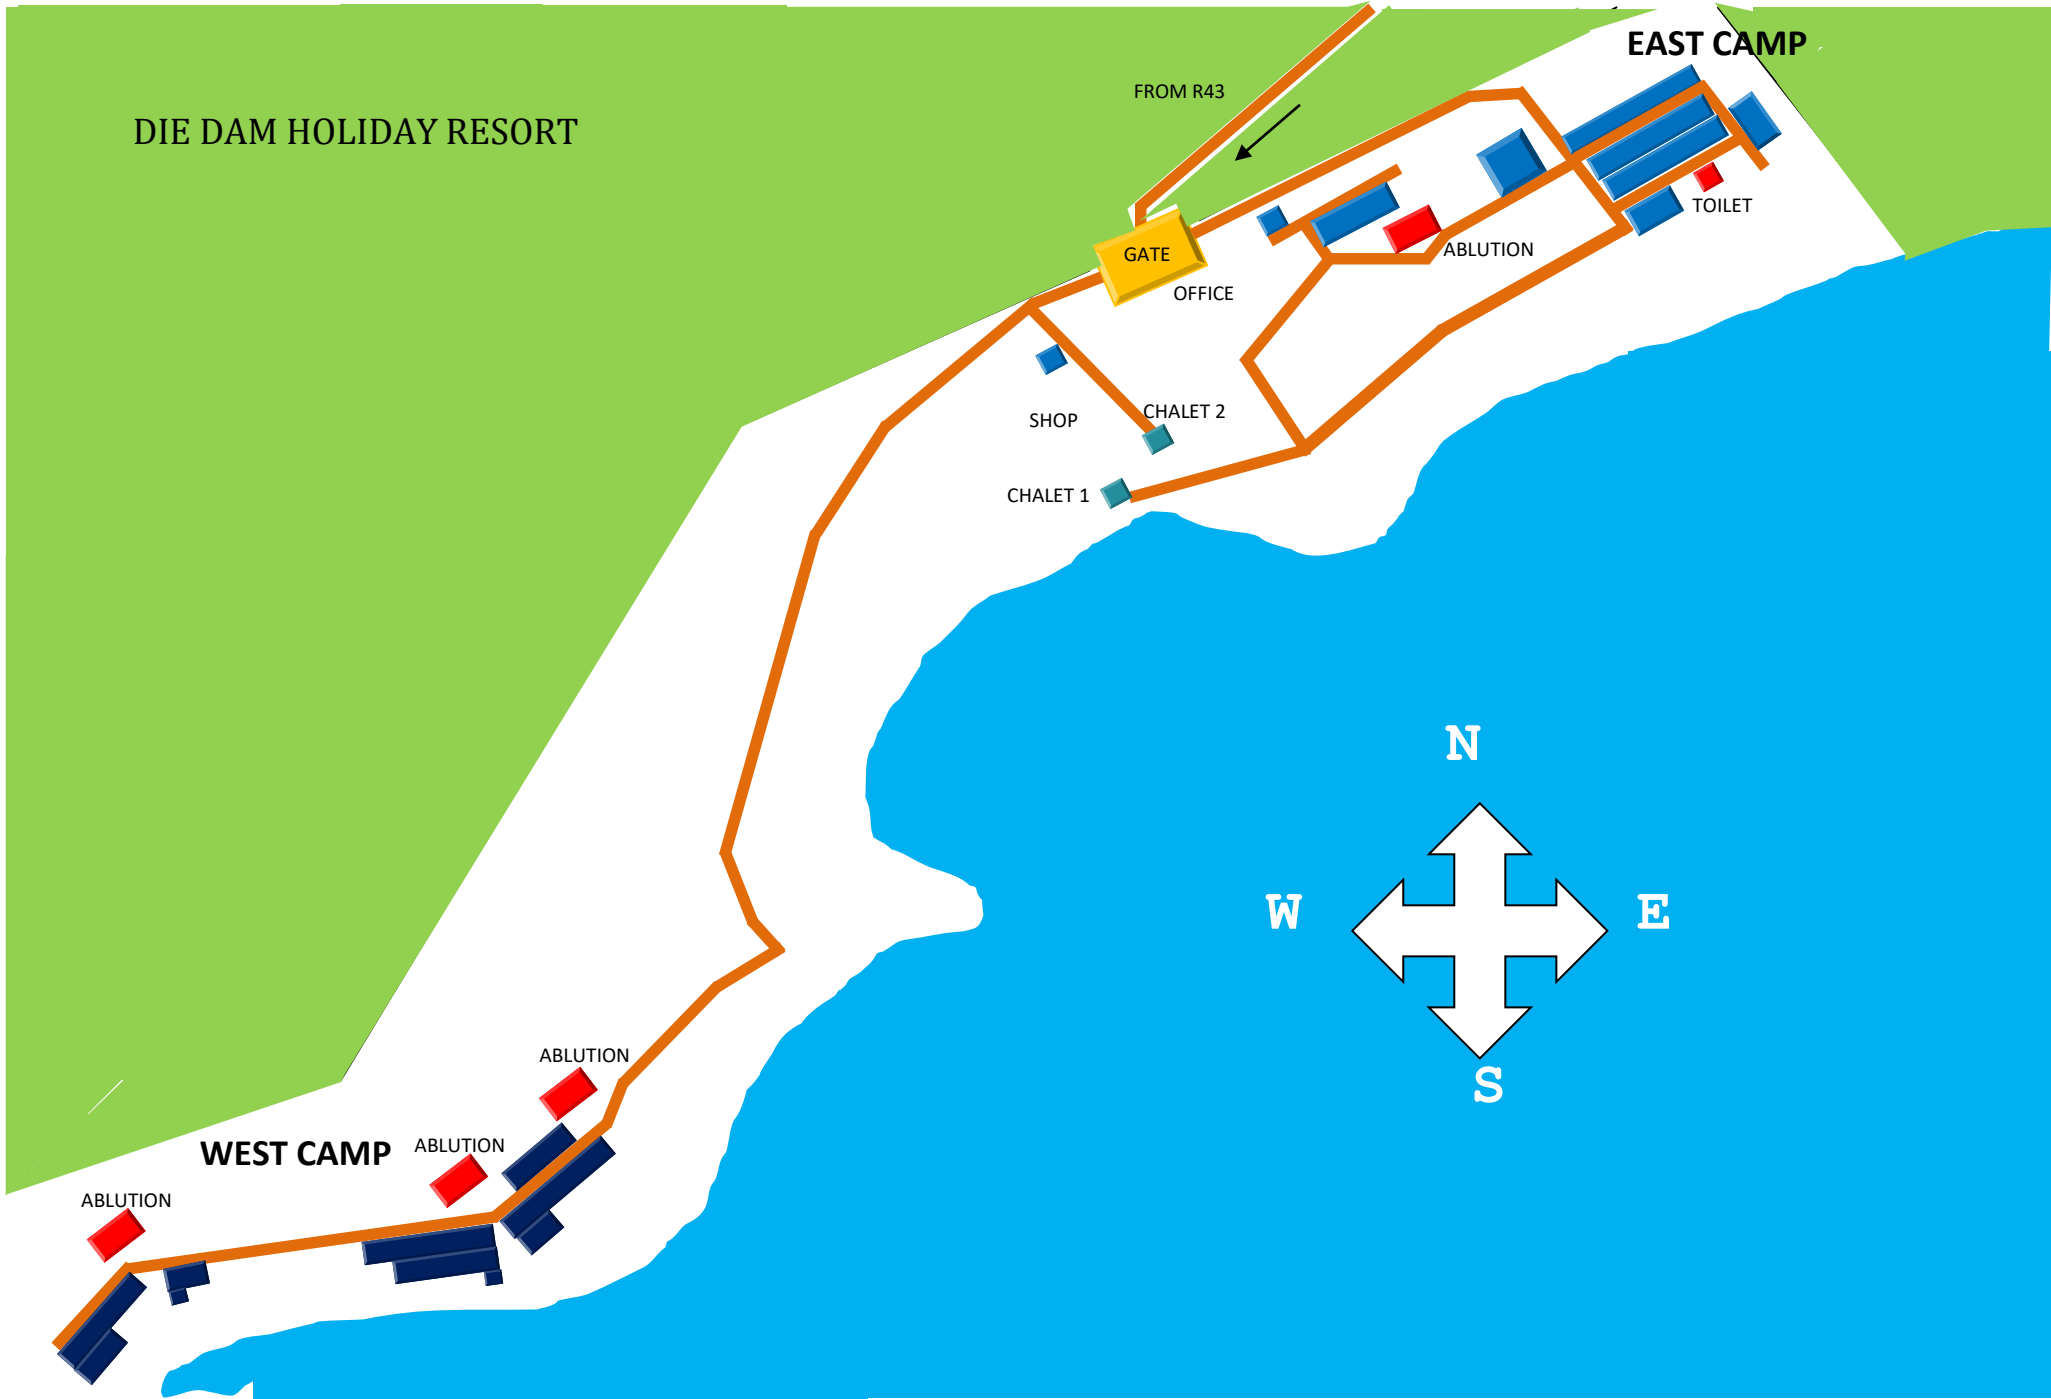 EAST CAMP
FROM R43
DIE DAM HOLIDAY RESORT
TOILET
GATE
ABLUTION
OFFICE
CHALET 2
SHOP
CHALET 1
N
W
E
S
ABLUTION
WEST CAMP
ABLUTION
ABLUTION